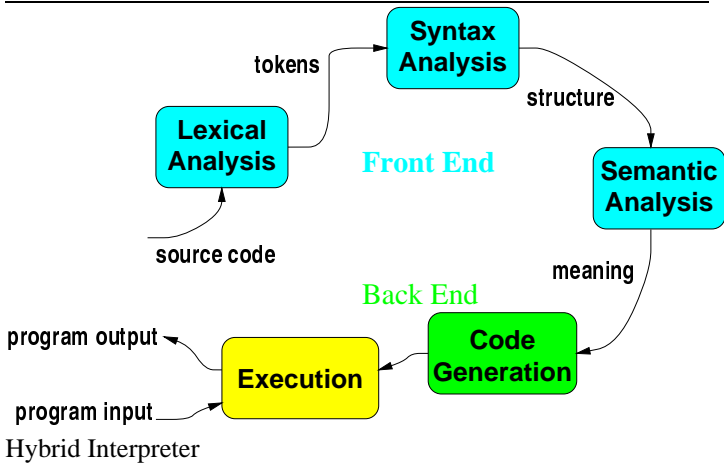 Syntax
Analysis
tokens
structure
Lexical
Analysis
Front End
Semantic
Analysis
source code
meaning
Back End
Code
Generation
program output
Execution
program input
Hybrid Interpreter